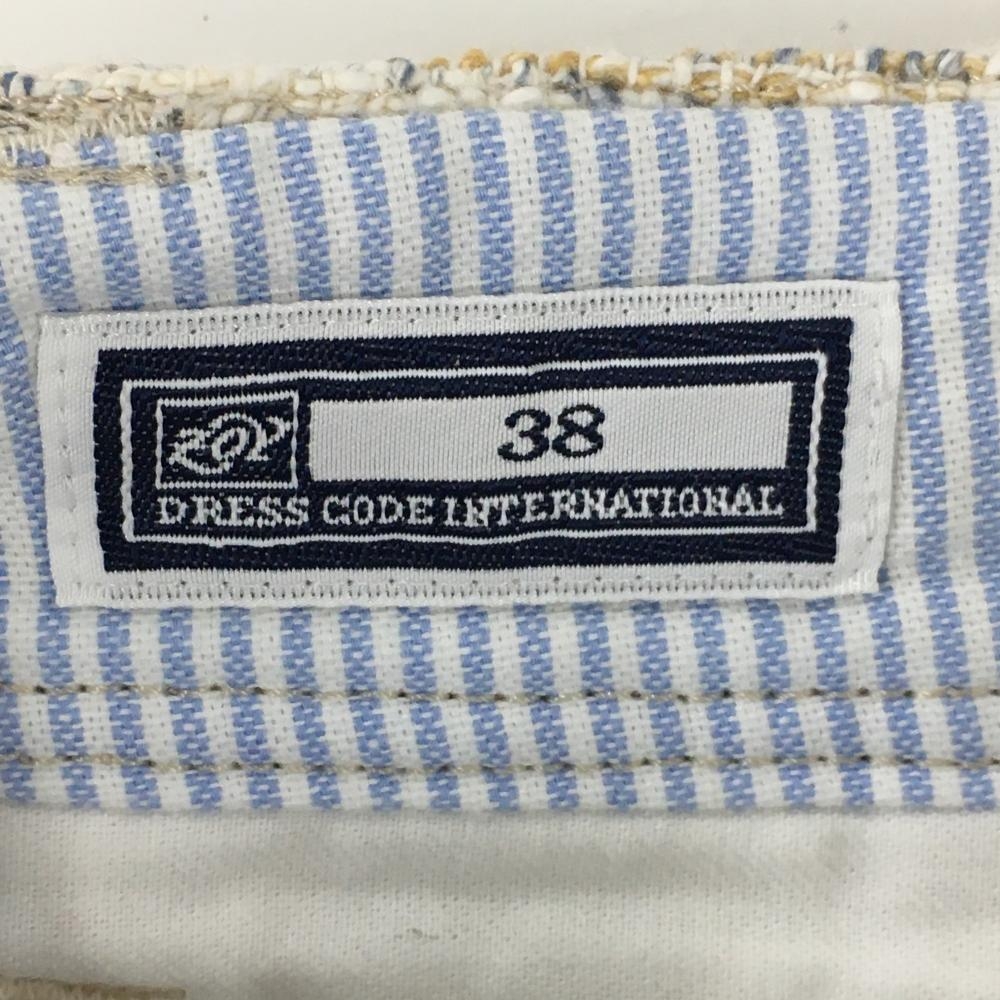 38
DRESS CODE INTERNATIONAL